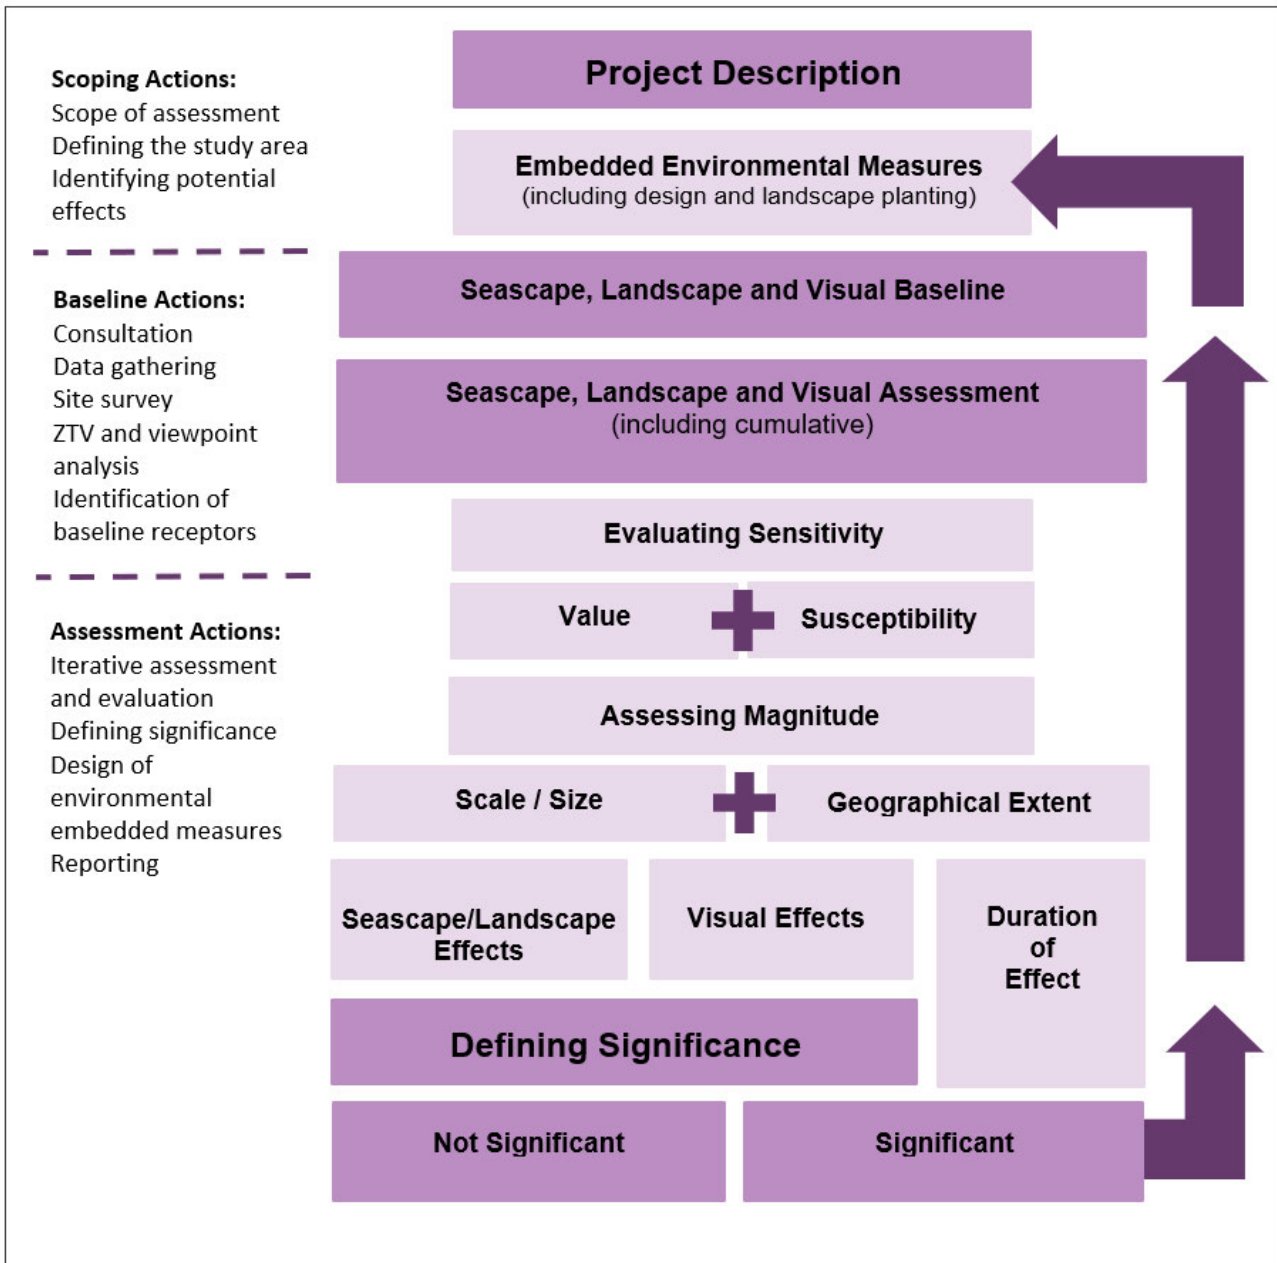 Scoping Actions:
Scope of assessment
Defining the study area
Identifying potential
effects
Baseline Actions:
Consultation
Data gathering
Site survey
ZTV and viewpoint
analysis
Identification of
baseline receptors
Assessment Actions:
Iterative assessment
and evaluation
Defining significance
Design of
environmental
embedded measures
Reporting
Project Description
Embedded Environmental Measures
(including design and landscape planting)
Seascape, Landscape and Visual Baseline
Seascape, Landscape and Visual Assessment
(including cumulative)
Evaluating Sensitivity
Value
Susceptibility
Assessing Magnitude
Scale / Size
Geographical Extent
Seascape/Landscape
Effects
Visual Effects
Duration
of
Effect
Defining Significance
Not Significant
Significant